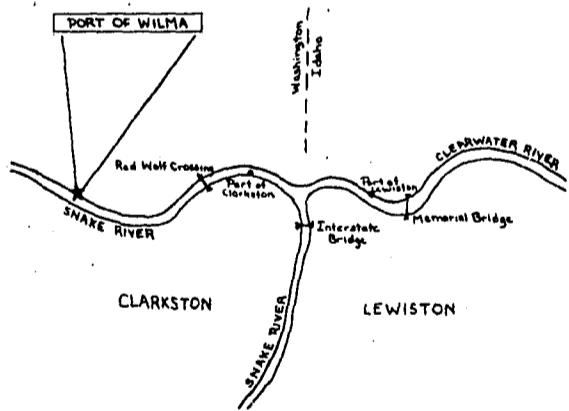 PORT OF WILMA
Washington
Idaho
CLEARWATER RIVER
Red Wolf Crossing
Port of
Clarkston
Port of
Lewiston
SNAKE RIVER
Memorial Bridge
Interstate
Bridge
CLARKSTON
LEWISTON
SNAKE RIVER